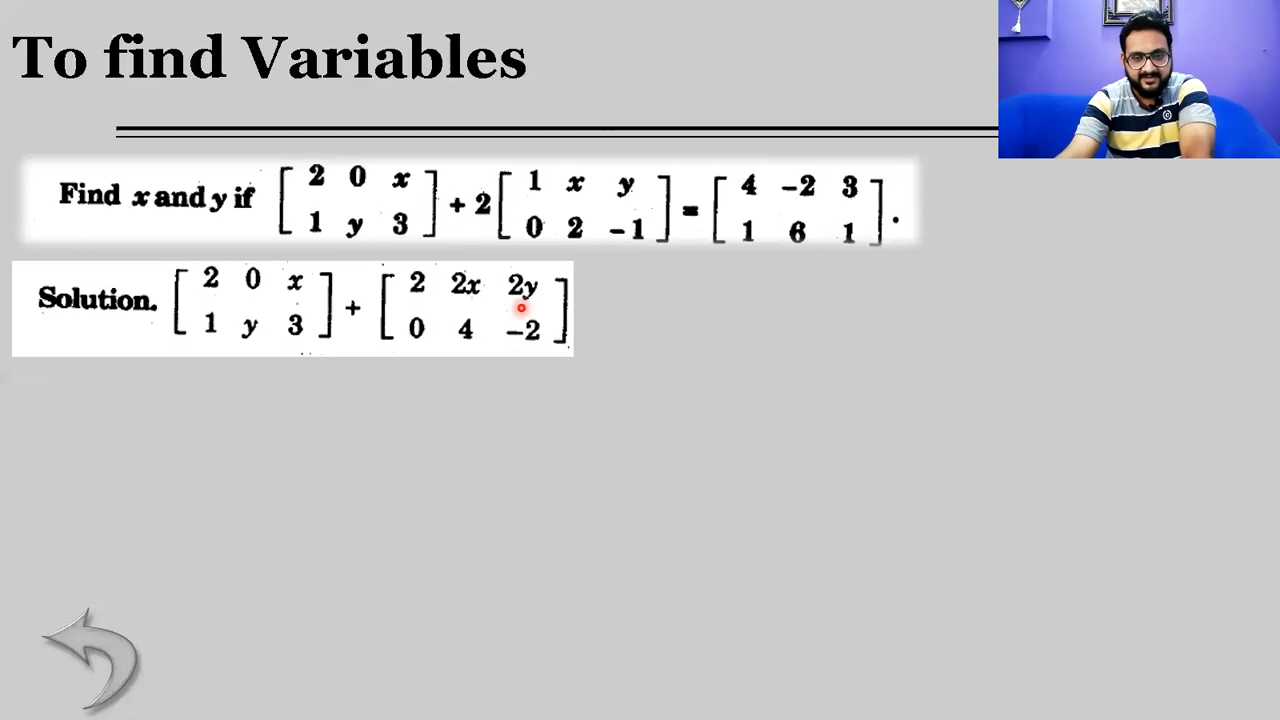 To find Variables
Find x and y if [ 2 0 x ; 1 y 3 ] + 2 [ 1 x y ; 0 2 -1 ] = [ 4 -2 3 ; 1 6 1 ].
Solution. [ 2 0 x ; 1 y 3 ] + [ 2 2x 2y ; 0 4 -2 ]